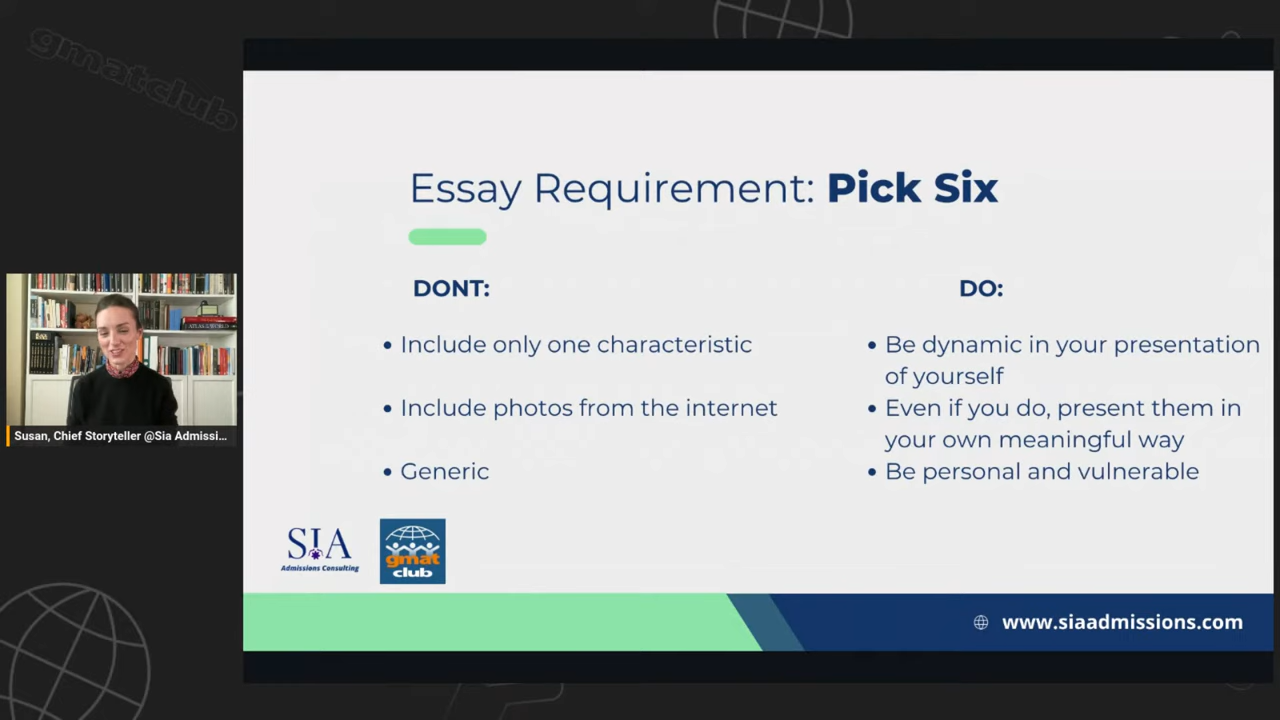 gmatclub
Essay Requirement: Pick Six
DONT:
• Include only one characteristic
• Include photos from the internet
• Generic
DO:
• Be dynamic in your presentation
of yourself
• Even if you do, present them in
your own meaningful way
• Be personal and vulnerable
SIA
Admissions Consulting
gmat
club
www.siaadmissions.com
Susan, Chief Storyteller @Sia Admissi...